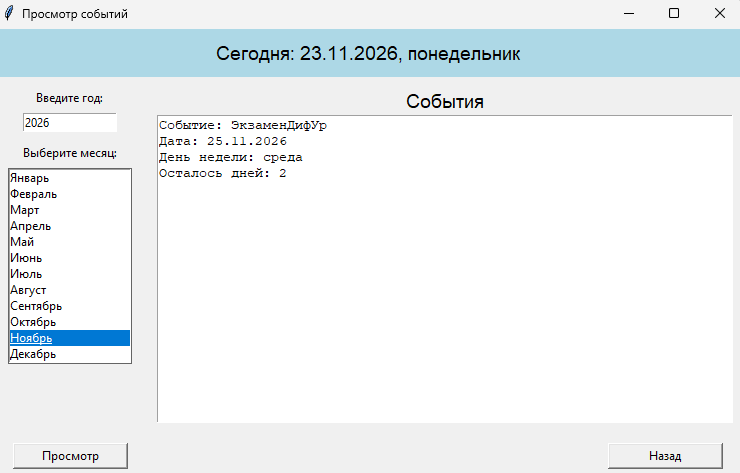 Просмотр событий
Сегодня: 23.11.2026, понедельник
Введите год:
2026
Выберите месяц:
Январь
Февраль
Март
Апрель
Май
Июнь
Июль
Август
Сентябрь
Октябрь
Ноябрь
Декабрь
События
Событие: ЭкзаменДифУр
Дата: 25.11.2026
День недели: среда
Осталось дней: 2
Просмотр
Назад